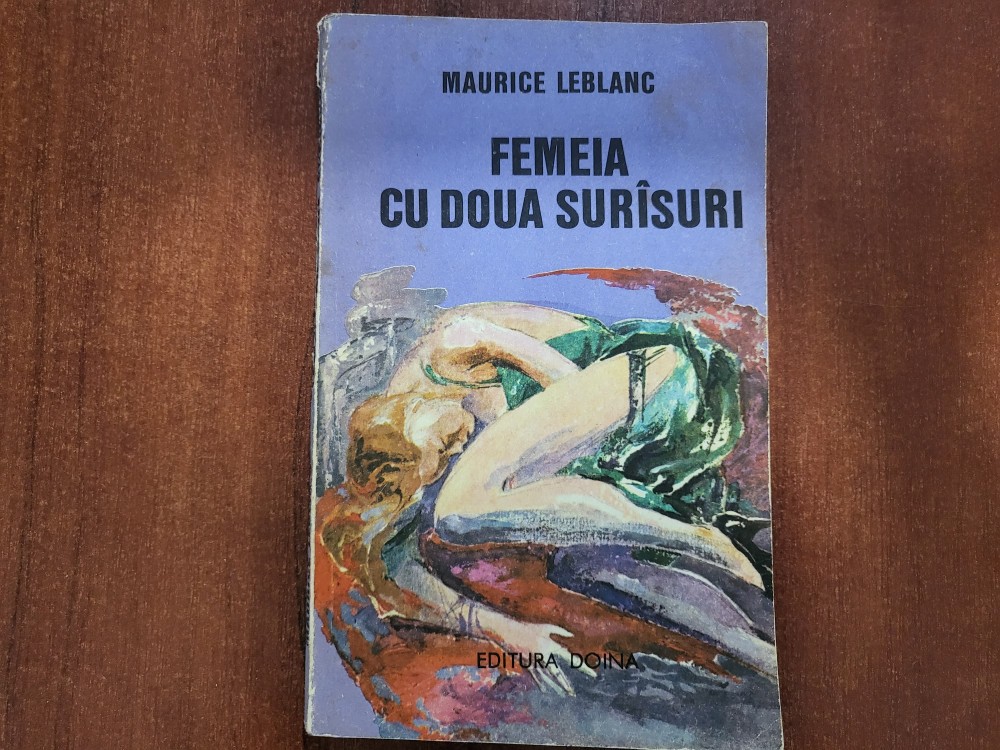 MAURICE LEBLANC
FEMEIA
CU DOUA SURÎSURI
EDITURA DOINA